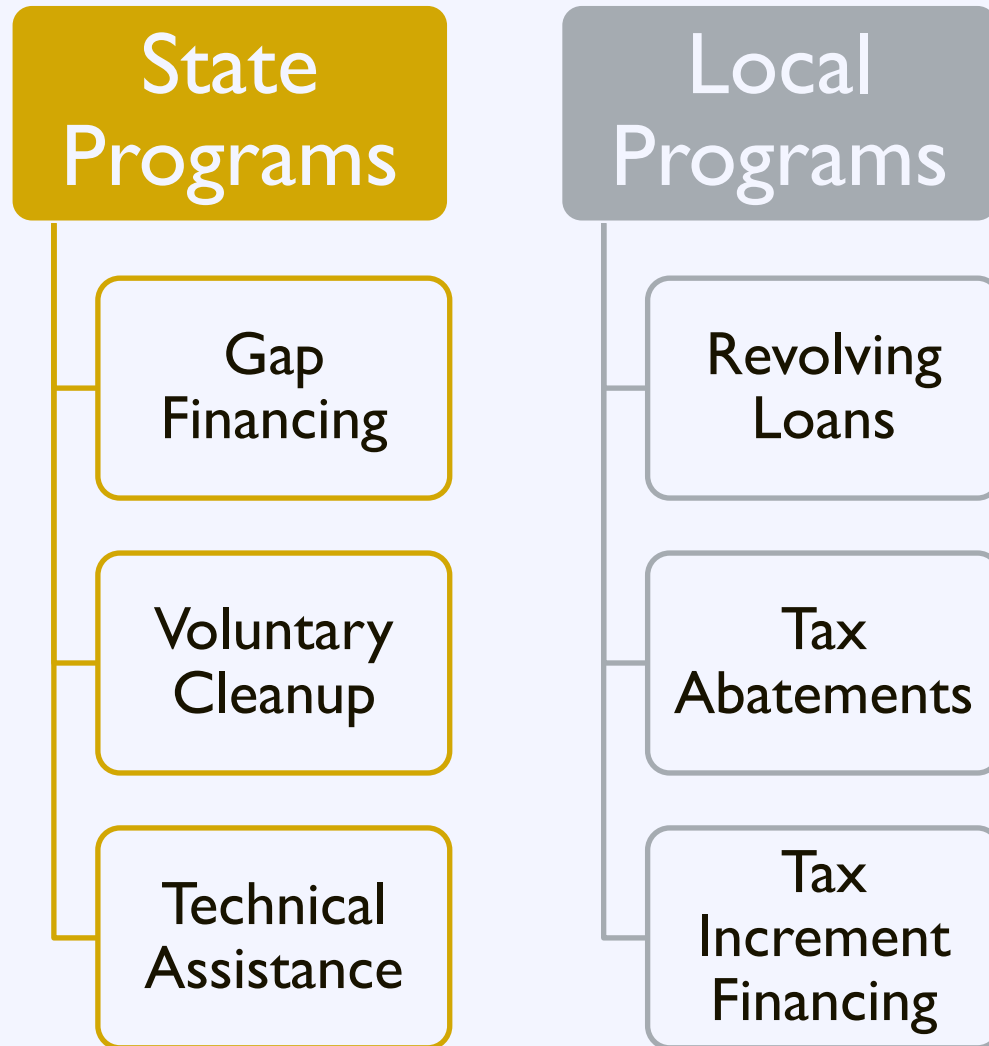 State
Programs
Gap
Financing
Voluntary
Cleanup
Technical
Assistance
Local
Programs
Revolving
Loans
Tax
Abatements
Tax
Increment
Financing